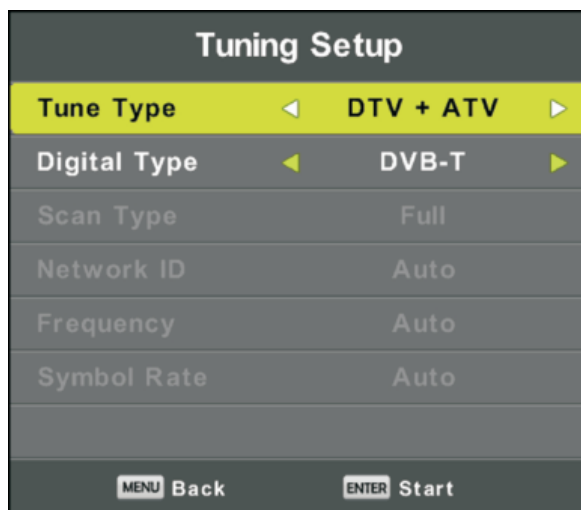 Tuning Setup
Tune Type DTV + ATV
Digital Type DVB-T
Scan Type Full
Network ID Auto
Frequency Auto
Symbol Rate Auto
MENU Back ENTER Start